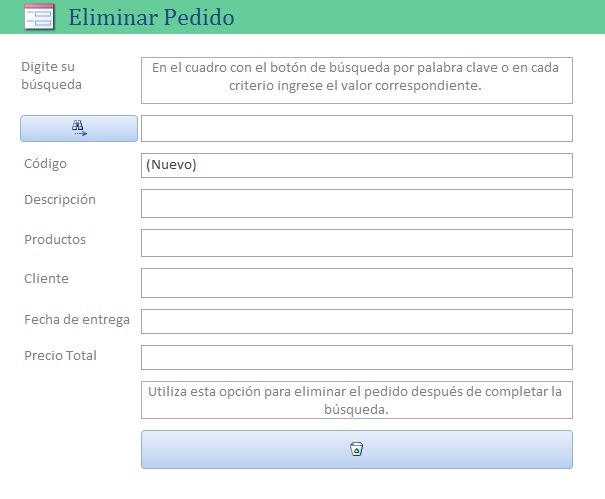 Eliminar Pedido
Digite su
búsqueda
En el cuadro con el botón de búsqueda por palabra clave o en cada
criterio ingrese el valor correspondiente.
Código
(Nuevo)
Descripción
Productos
Cliente
Fecha de entrega
Precio Total
Utiliza esta opción para eliminar el pedido después de completar la
búsqueda.